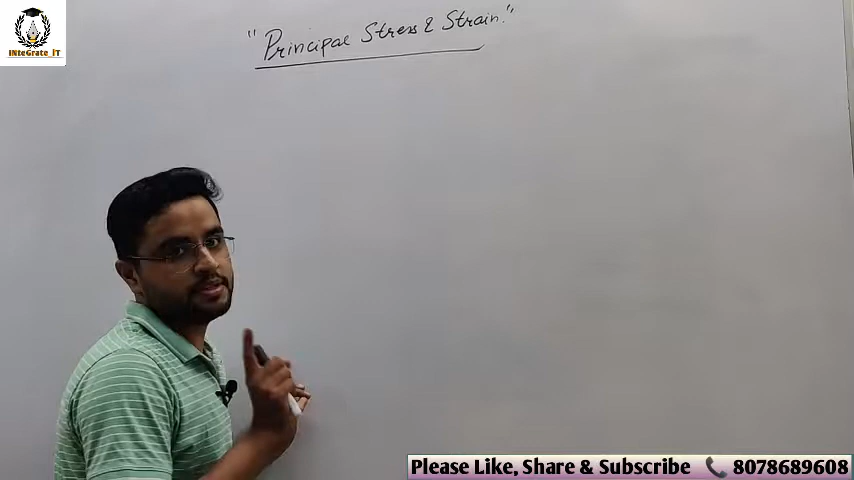 INteGrate_iT
"Principal Stress & Strain."
Please Like, Share & Subscribe 8078689608